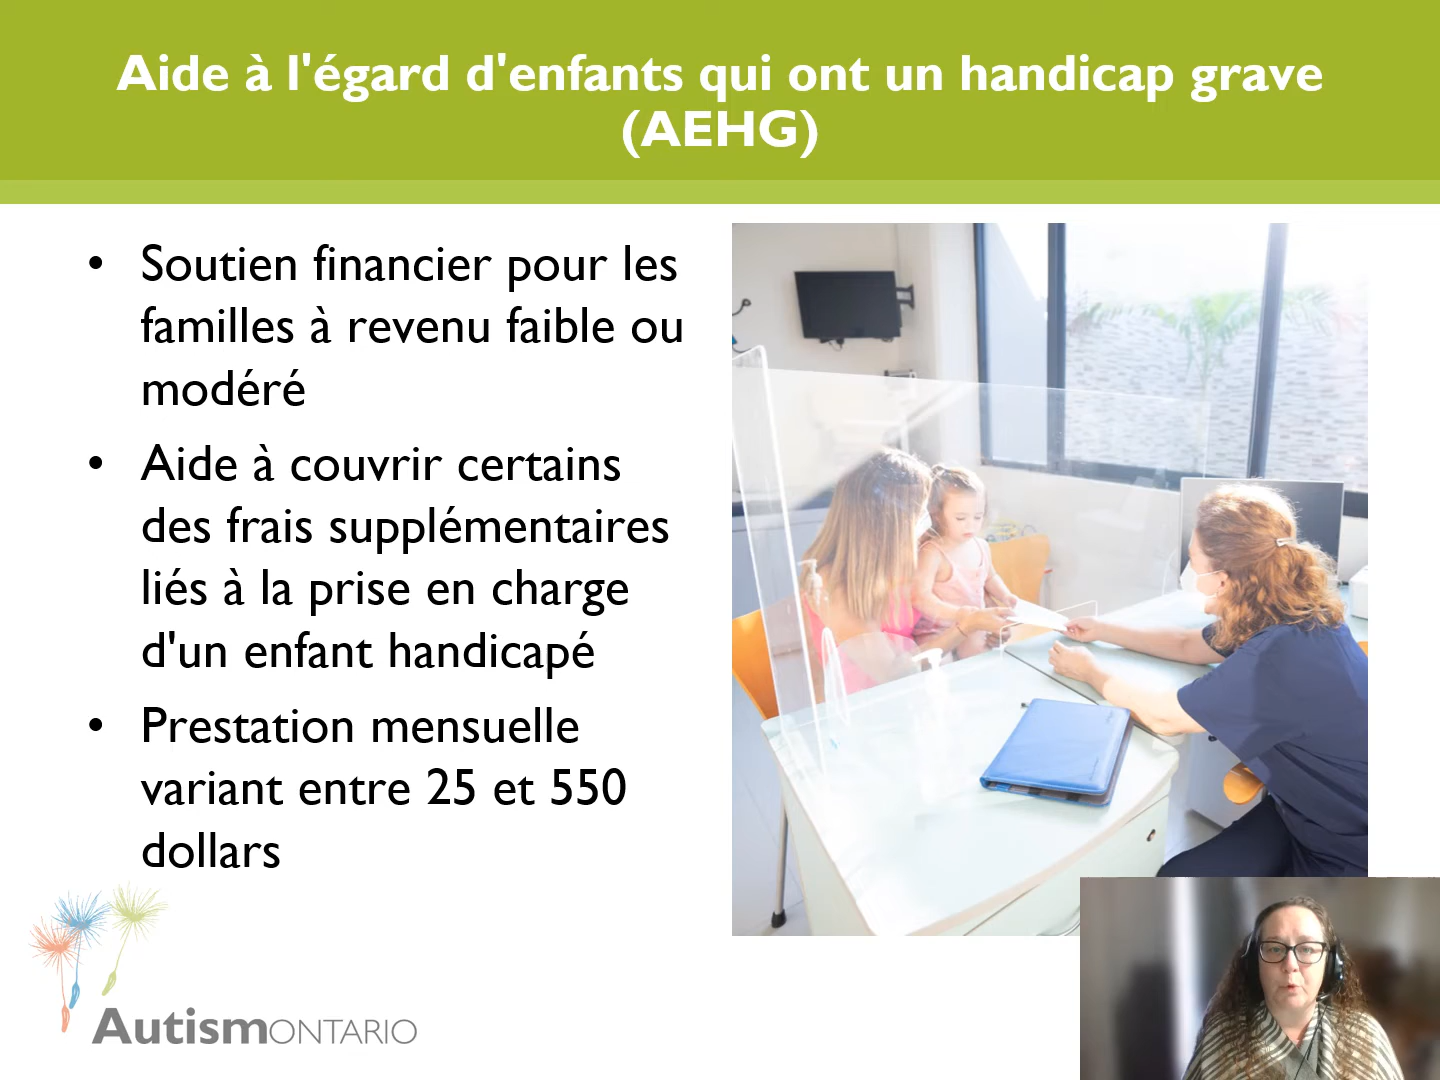 Aide à l'égard d'enfants qui ont un handicap grave
(AEHG)
• Soutien financier pour les
familles à revenu faible ou
modéré
• Aide à couvrir certains
des frais supplémentaires
liés à la prise en charge
d'un enfant handicapé
• Prestation mensuelle
variant entre 25 et 550
dollars
AutismONTARIO